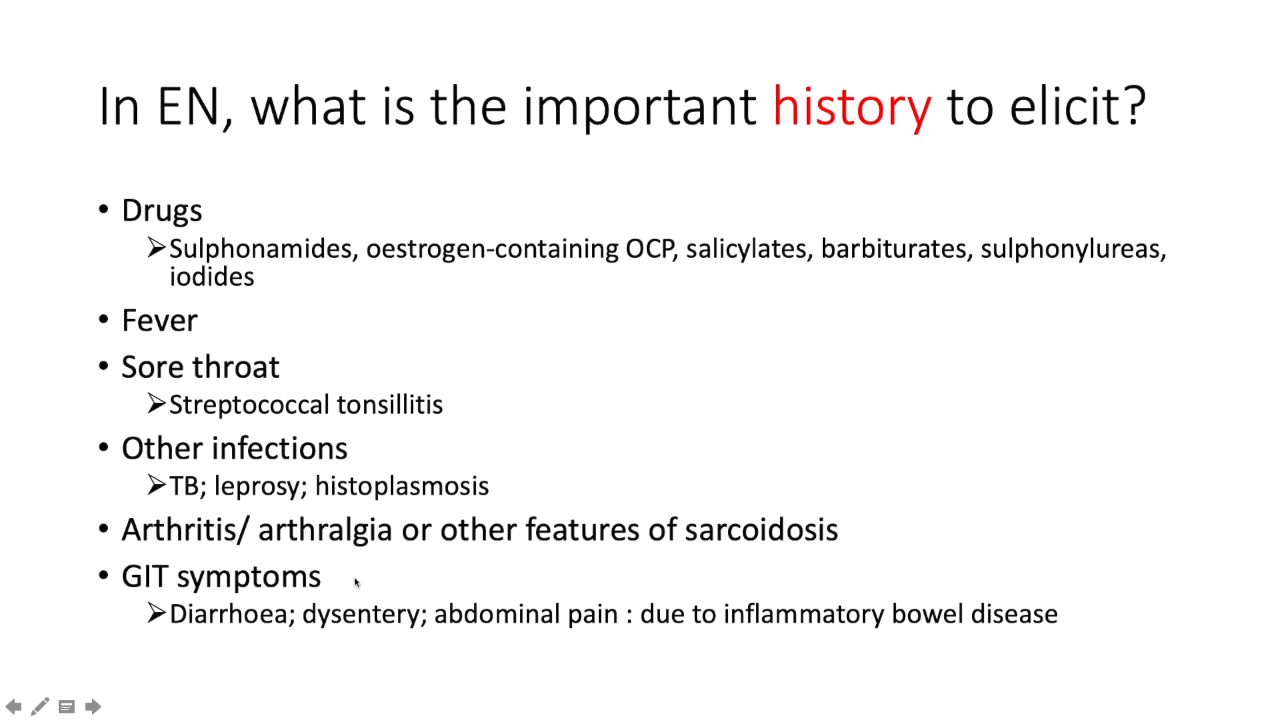 In EN, what is the important history to elicit?
• Drugs
➢Sulphonamides, oestrogen-containing OCP, salicylates, barbiturates, sulphonylureas,
iodides
• Fever
• Sore throat
➢Streptococcal tonsillitis
• Other infections
➢TB; leprosy; histoplasmosis
• Arthritis/ arthralgia or other features of sarcoidosis
• GIT symptoms
➢Diarrhoea; dysentery; abdominal pain : due to inflammatory bowel disease